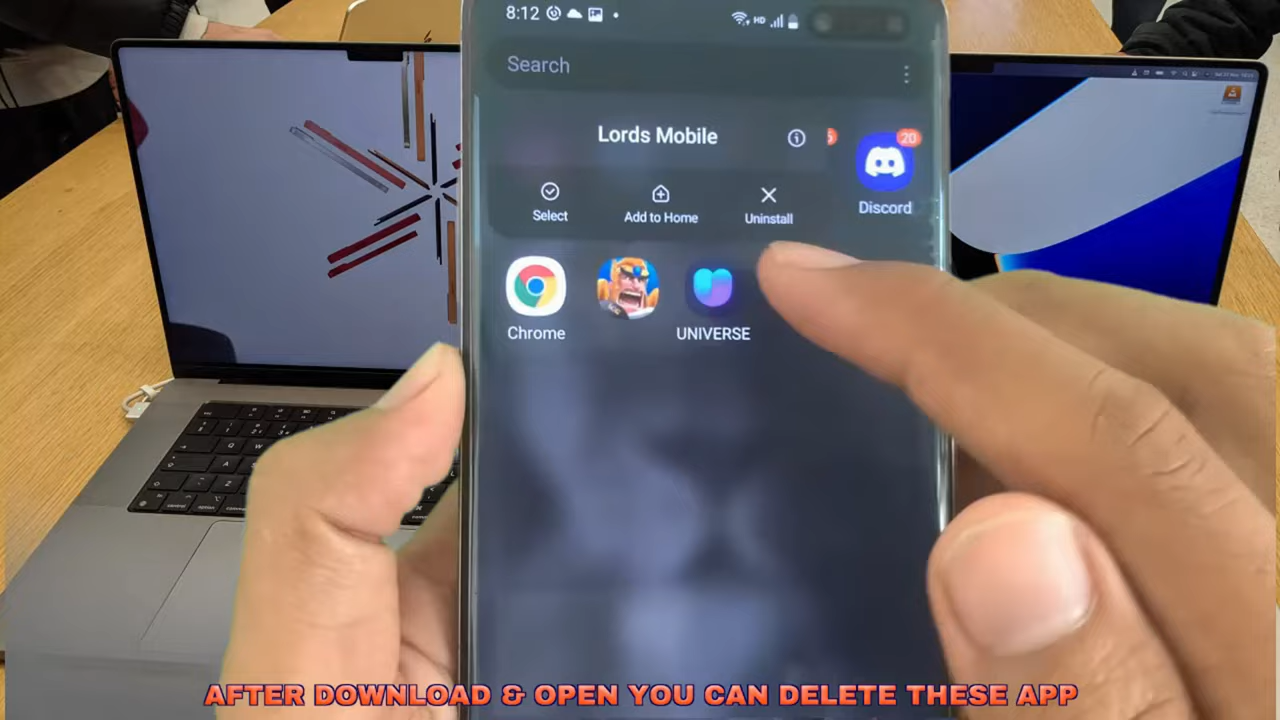 8:12
HD
Search
Lords Mobile
20
Select
Add to Home
Uninstall
Discord
Chrome
UNIVERSE
AFTER DOWNLOAD & OPEN YOU CAN DELETE THESE APP